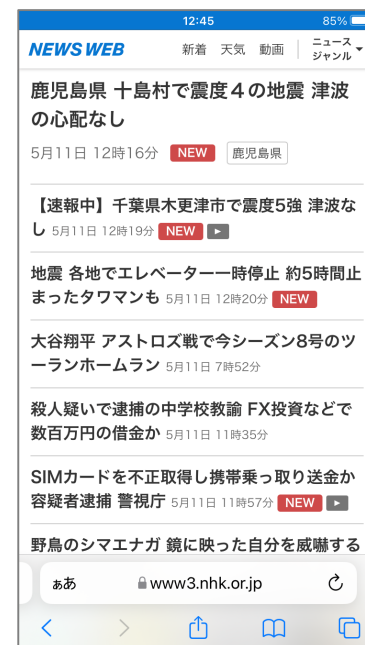 12:45 85%
NEWS WEB 新着 天気 動画 ニュース
ジャンル
鹿児島県 十島村で震度４の地震 津波
の心配なし
5月11日 12時16分 NEW 鹿児島県
【速報中】千葉県木更津市で震度5強 津波な
し 5月11日 12時19分 NEW
地震 各地でエレベーター一時停止 約5時間止
まったタワマンも 5月11日 12時20分 NEW
大谷翔平 アストロズ戦で今シーズン8号のツ
ーランホームラン 5月11日 7時52分
殺人疑いで逮捕の中学校教諭 FX投資などで
数百万円の借金か 5月11日 11時35分
SIMカードを不正取得し携帯乗っ取り送金か
容疑者逮捕 警視庁 5月11日 11時57分 NEW
野鳥のシマエナガ 鏡に映った自分を威嚇する
ぁあ www3.nhk.or.jp